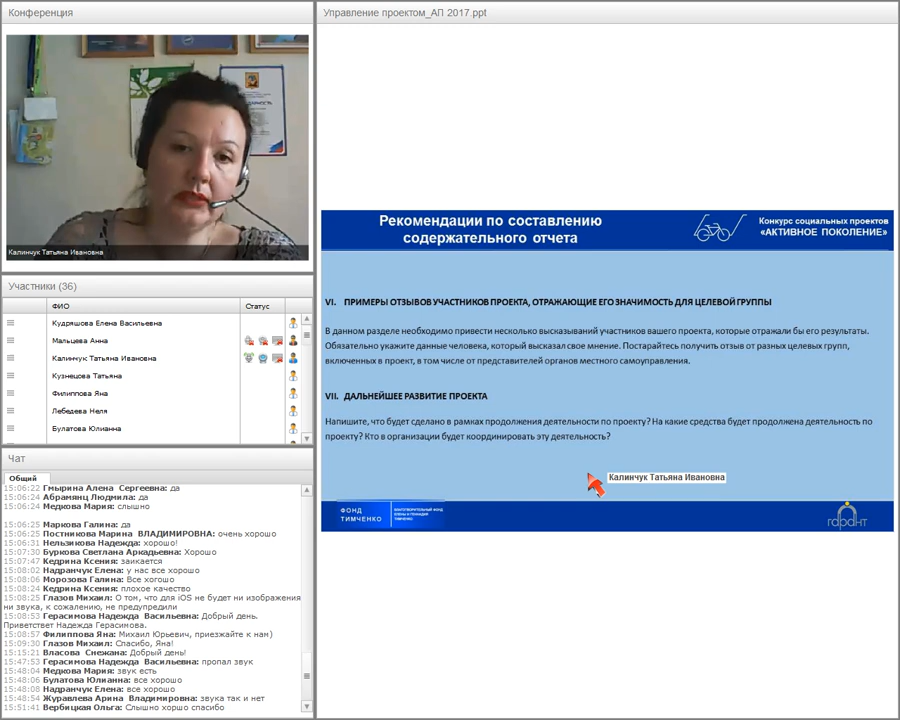 Конференция
Калинчук Татьяна Ивановна
Участники (36)
ФИО
Статус
Кудряшова Елена Васильевна
Мальцева Анна
Калинчук Татьяна Ивановна
Кузнецова Татьяна
Филиппова Яна
Лебедева Неля
Булатова Юлианна
Чат
Общий
15:06:22 Гмырина Алена Сергеевна: да
15:06:24 Абрамянц Людмила: да
15:06:24 Медкова Мария: слышно
15:06:25 Маркова Галина: да
15:06:25 Постникова Марина ВЛАДИМИРОВНА: очень хорошо
15:06:31 Нельзикова Надежда: хорошо!
15:07:30 Буркова Светлана Аркадьевна: Хорошо
15:07:47 Кедрина Ксения: заикается
15:08:02 Надранчук Елена: у нас все хорошо
15:08:06 Морозова Галина: Все хогошо
15:08:24 Кедрина Ксения: плохое качество
15:08:25 Глазов Михаил: О том, что для iOS не будет ни изображения
ни звука, к сожалению, не предупредили
15:08:53 Герасимова Надежда Васильевна: Добрый день.
Приветствет Надежда Герасимова.
15:08:57 Филиппова Яна: Михаил Юрьевич, приезжайте к нам)
15:09:30 Глазов Михаил: Спасибо, Яна!
15:15:21 Власова Снежана: Добрый день!
15:47:53 Герасимова Надежда Васильевна: пропал звук
15:48:04 Медкова Мария: звук есть
15:48:06 Булатова Юлианна: все хорошо
15:48:08 Надранчук Елена: все хорошо
15:48:54 Журавлева Арина Владимировна: звука так и нет
15:51:41 Вербицкая Ольга: Слышно хоршо спасибо
Управление проектом_АП 2017.ppt
Рекомендации по составлению
содержательного отчета
Конкурс социальных проектов
«АКТИВНОЕ ПОКОЛЕНИЕ»
VI. ПРИМЕРЫ ОТЗЫВОВ УЧАСТНИКОВ ПРОЕКТА, ОТРАЖАЮЩИЕ ЕГО ЗНАЧИМОСТЬ ДЛЯ ЦЕЛЕВОЙ ГРУППЫ
В данном разделе необходимо привести несколько высказываний участников вашего проекта, которые отражали бы его результаты.
Обязательно укажите данные человека, который высказал свое мнение. Постарайтесь получить отзыв от разных целевых групп,
включенных в проект, в том числе от представителей органов местного самоуправления.
VII. ДАЛЬНЕЙШЕЕ РАЗВИТИЕ ПРОЕКТА
Напишите, что будет сделано в рамках продолжения деятельности по проекту? На какие средства будет продолжена деятельность по
проекту? Кто в организации будет координировать эту деятельность?
Калинчук Татьяна Ивановна
ФОНД
ТИМЧЕНКО
БЛАГОТВОРИТЕЛЬНЫЙ ФОНД
ЕЛЕНЫ И ГЕННАДИЯ
ТИМЧЕНКО
гарант